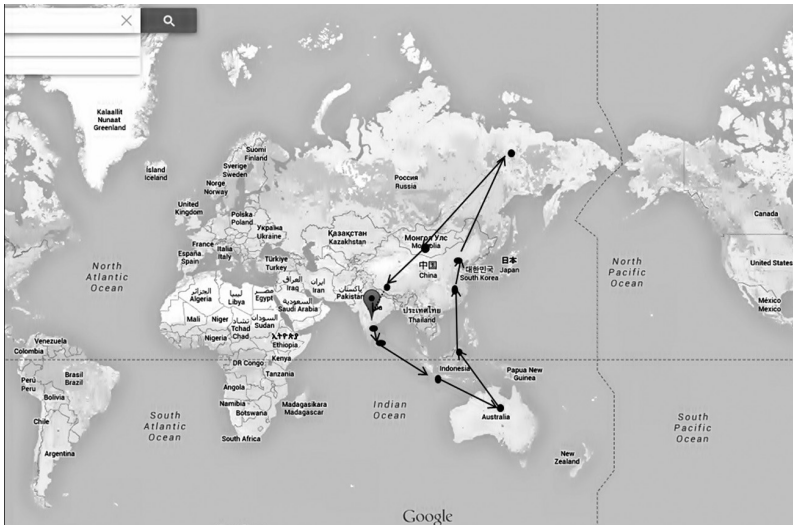 Kalaallit
Nunaat
Greenland
Ísland
Iceland
Suomi
Finland
Sverige
Sweden
Norge
Norway
Россия
Russia
United
Kingdom
Polska
Poland
Україна
Ukraine
Қазақстан
Kazakhstan
Монгол Улс
France
Italia
Italy
España
Spain
Türkiye
Turkey
العراق
Iraq
ایران
Iran
پاکستان
Pakistan
中国
China
대한민국
South Korea
日本
Japan
Canada
United States
México
Mexico
North
Atlantic
Ocean
North
Pacific
Ocean
الجزائر
Algeria
ليبيا
Libya
مصر
Egypt
السعودية
Saudi Arabia
ประเทศไทย
Thailand
Mali
Niger
تشاد
Tchad
Chad
السودان
Sudan
Nigeria
ኢትዮጵያ
Ethiopia
Kenya
DR Congo
Tanzania
Venezuela
Colombia
Perú
Peru
Brasil
Brazil
Bolivia
Chile
Argentina
Indonesia
Papua New
Guinea
Angola
Namibia
Botswana
Madagasikara
Madagascar
South Africa
South
Atlantic
Ocean
Indian
Ocean
Australia
South
Pacific
Ocean
New
Zealand
Google